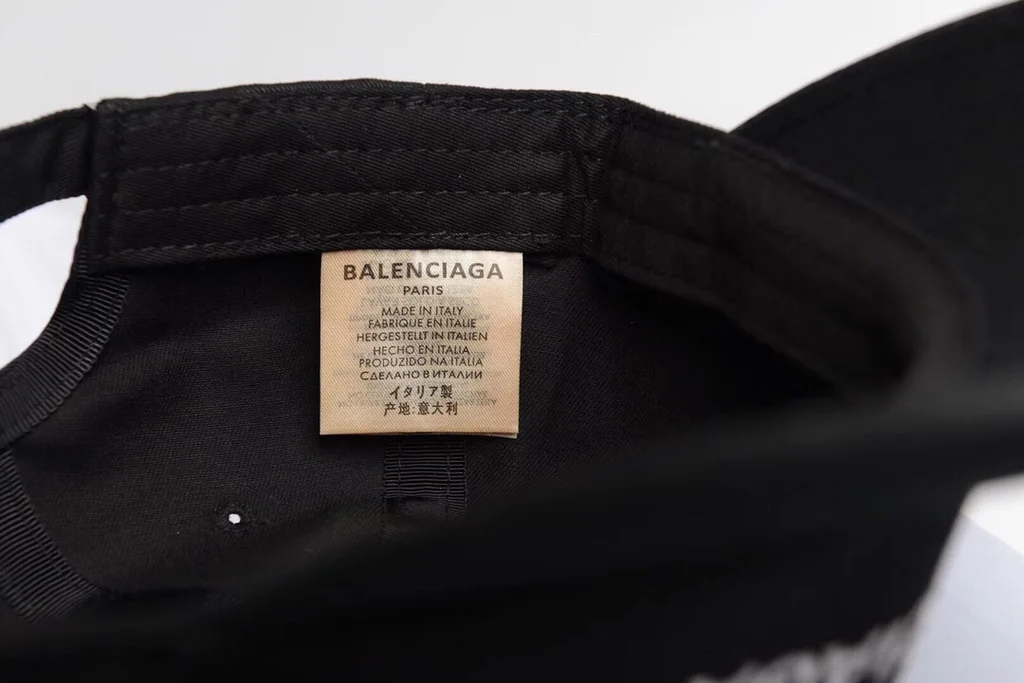 BALENCIAGA
PARIS
MADE IN ITALY
FABRIQUE EN ITALIE
HERGESTELLT IN ITALIEN
HECHO EN ITALIA
PRODUZIDO NA ITALIA
СДЕЛАНО В ИТАЛИИ
イタリア製
产地:意大利